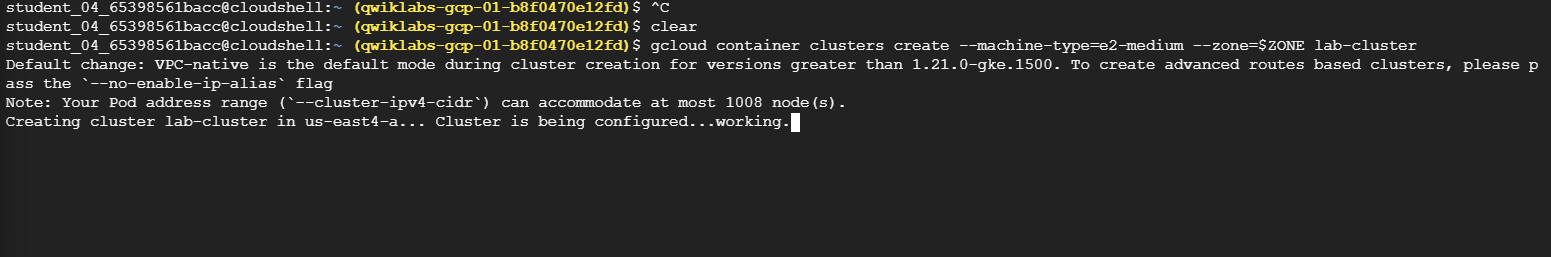 student_04_65398561bacc@cloudshell:~ (qwiklabs-gcp-01-b8f0470e12fd)$ ^C
student_04_65398561bacc@cloudshell:~ (qwiklabs-gcp-01-b8f0470e12fd)$ clear
student_04_65398561bacc@cloudshell:~ (qwiklabs-gcp-01-b8f0470e12fd)$ gcloud container clusters create --machine-type=e2-medium --zone=$ZONE lab-cluster
Default change: VPC-native is the default mode during cluster creation for versions greater than 1.21.0-gke.1500. To create advanced routes based clusters, please p
ass the `--no-enable-ip-alias` flag
Note: Your Pod address range (`--cluster-ipv4-cidr`) can accommodate at most 1008 node(s).
Creating cluster lab-cluster in us-east4-a... Cluster is being configured...working.